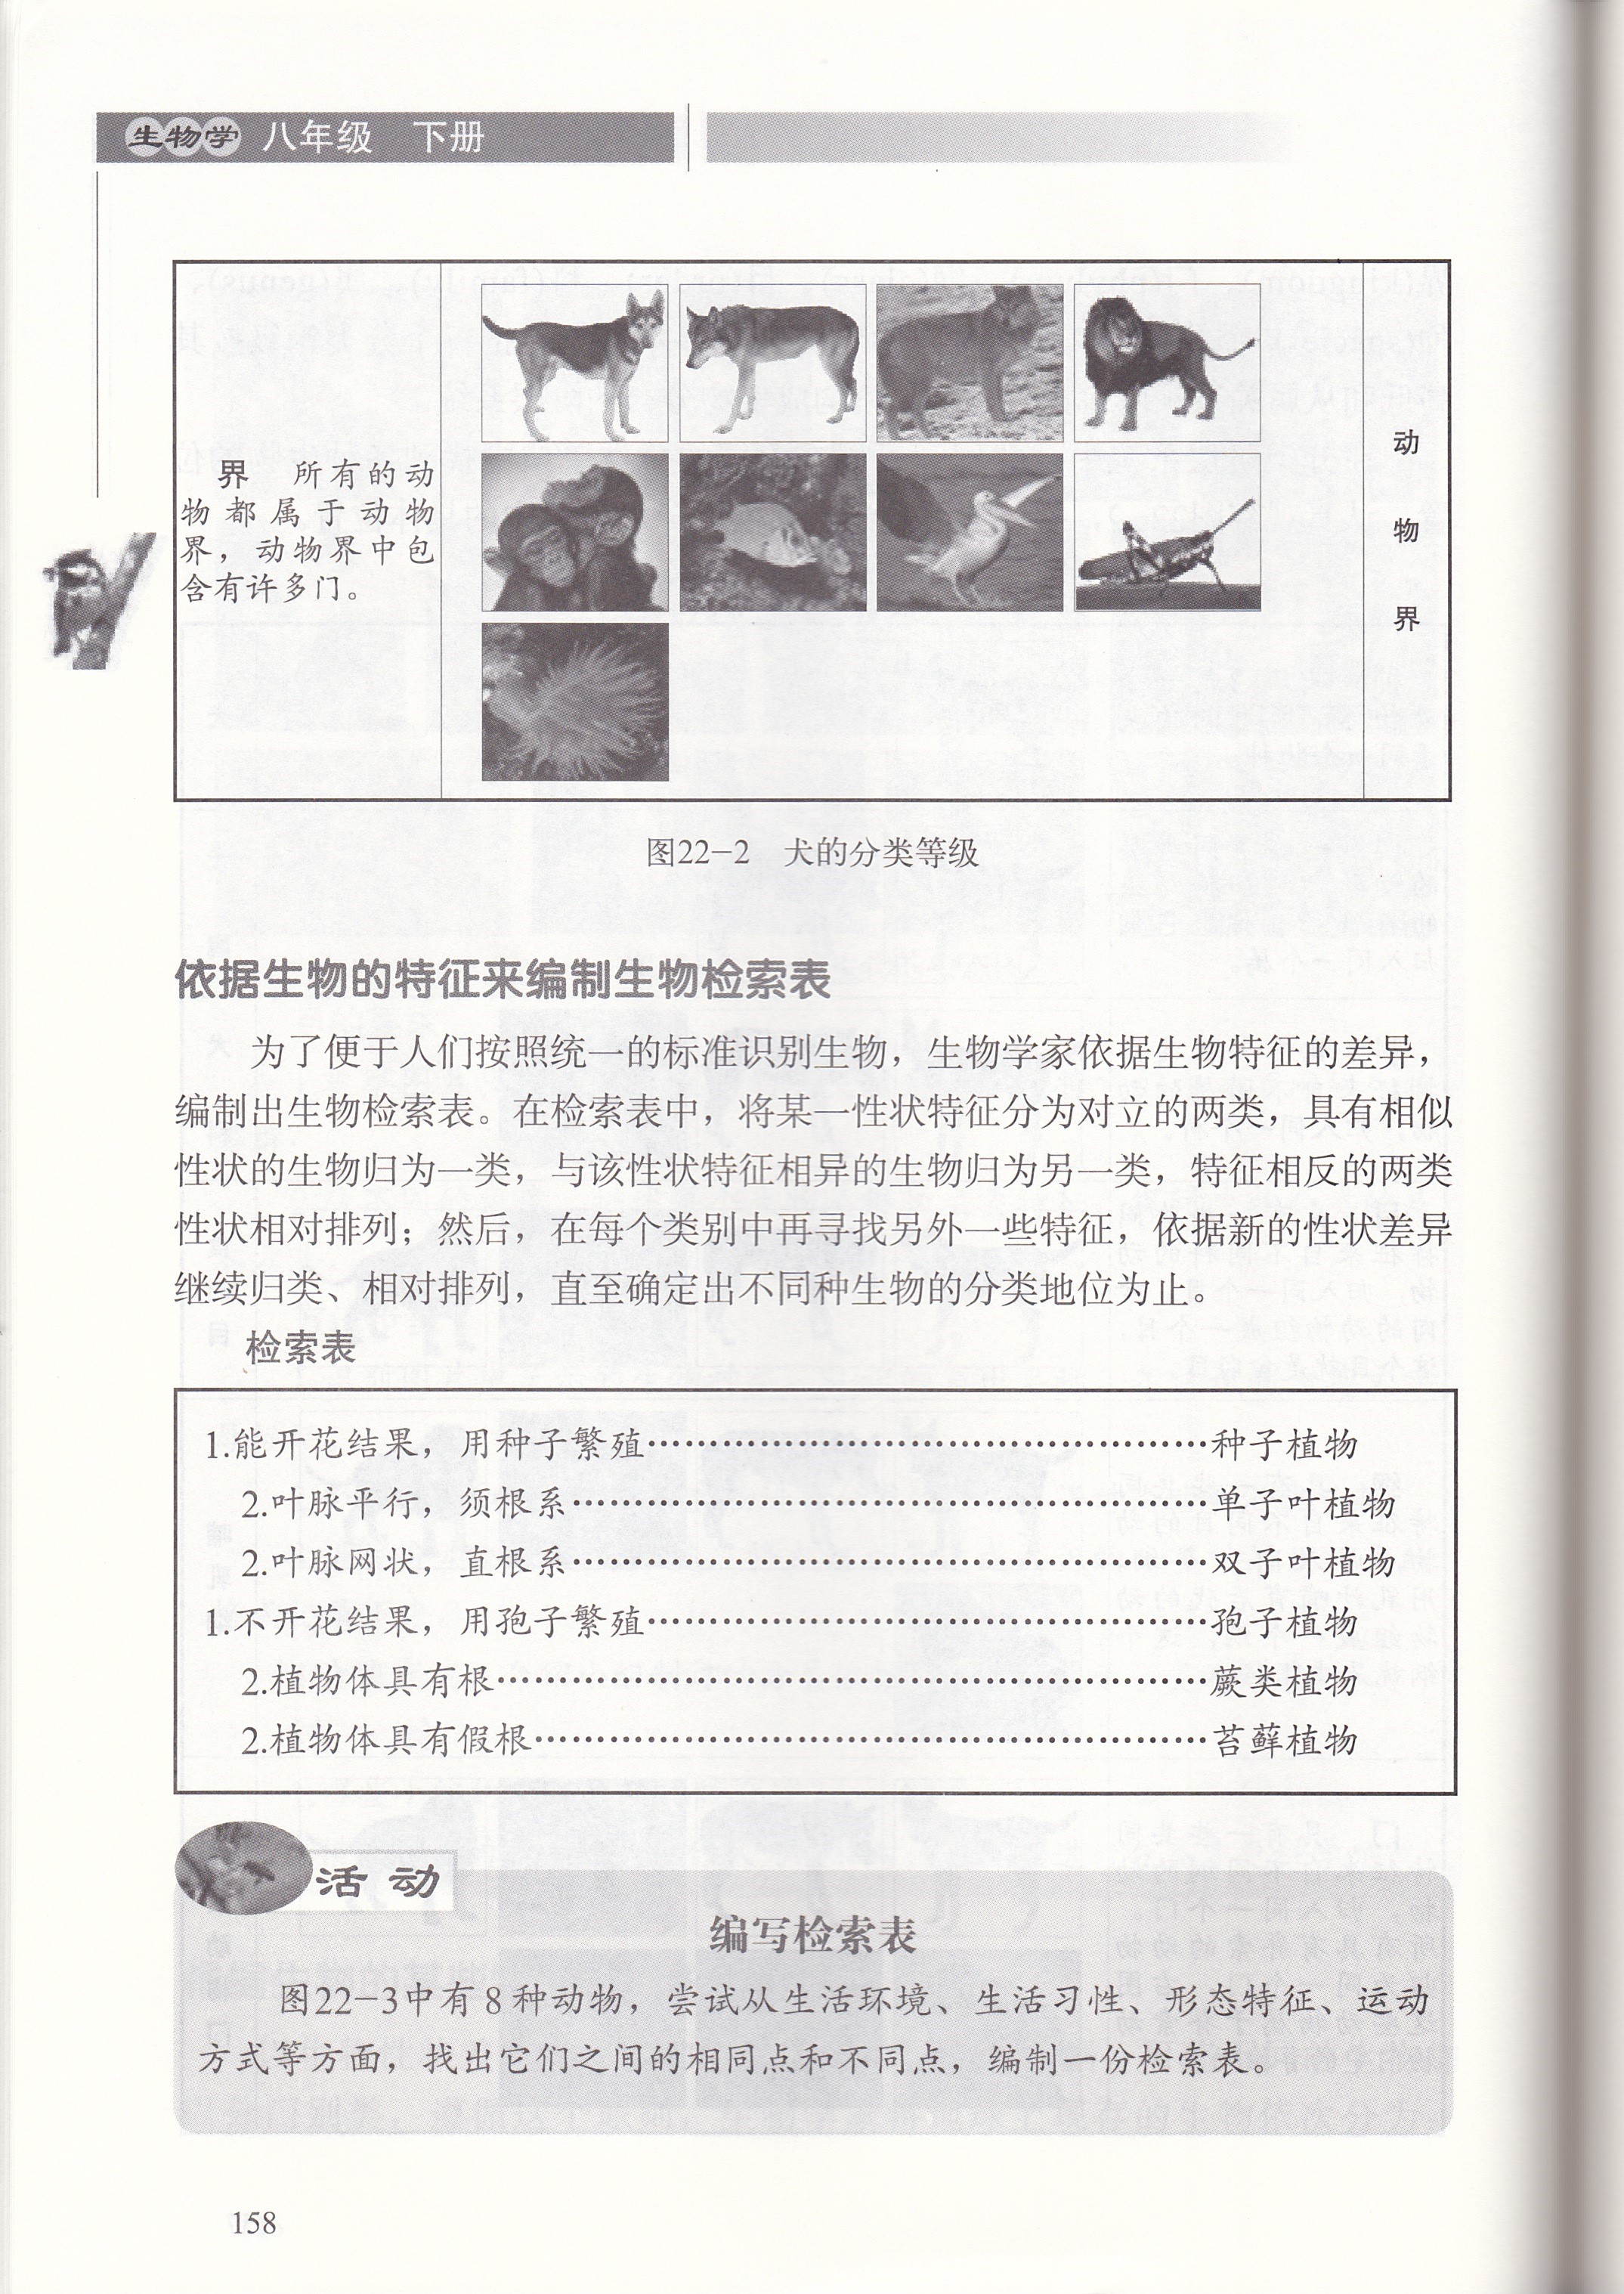 生物学 八年级 下册
界 所有的动
物都属于动物
界，动物界中包
含有许多门。
动
物
界
图22-2 犬的分类等级
依据生物的特征来编制生物检索表
为了便于人们按照统一的标准识别生物，生物学家依据生物特征的差异，
编制出生物检索表。在检索表中，将某一性状特征分为对立的两类，具有相似
性状的生物归为一类，与该性状特征相异的生物归为另一类，特征相反的两类
性状相对排列；然后，在每个类别中再寻找另外一些特征，依据新的性状差异
继续归类、相对排列，直至确定出不同种生物的分类地位为止。
检索表
1.能开花结果，用种子繁殖……………………………………………种子植物
2.叶脉平行，须根系…………………………………………………单子叶植物
2.叶脉网状，直根系…………………………………………………双子叶植物
1.不开花结果，用孢子繁殖……………………………………………孢子植物
2.植物体具有根………………………………………………………蕨类植物
2.植物体具有假根……………………………………………………苔藓植物
活动
编写检索表
图22-3中有8种动物，尝试从生活环境、生活习性、形态特征、运动
方式等方面，找出它们之间的相同点和不同点，编制一份检索表。
158